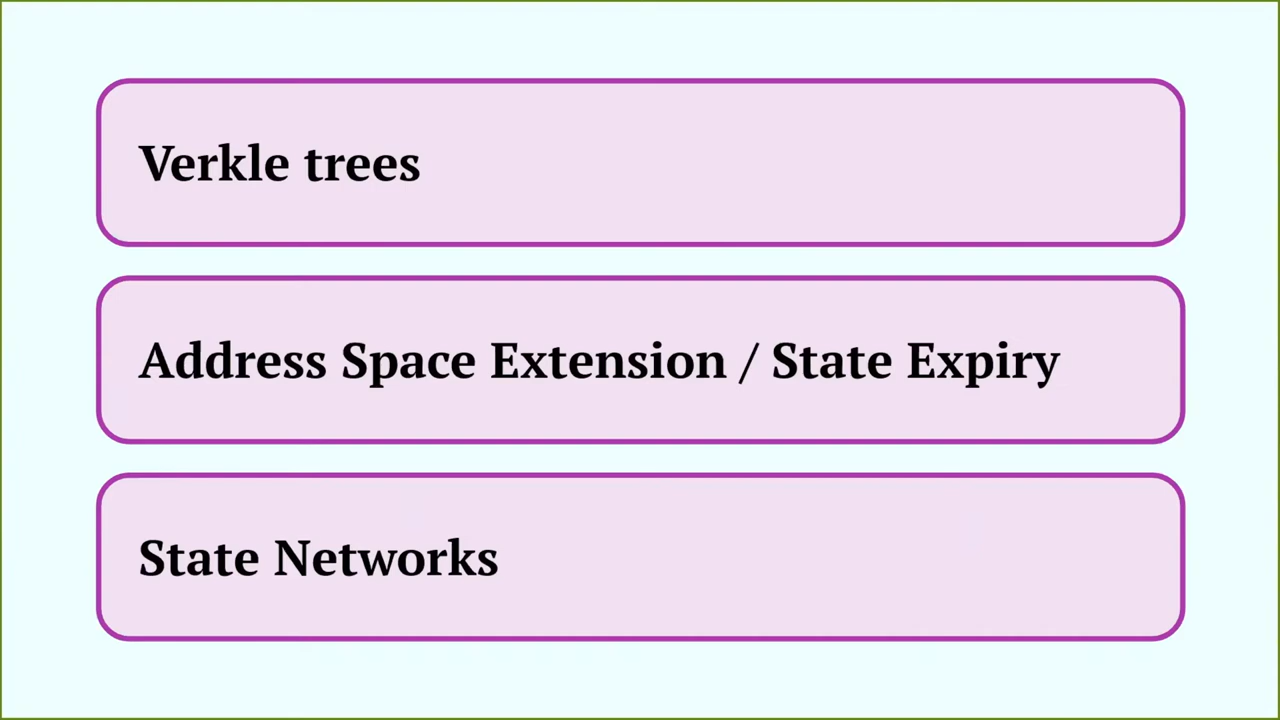 Verkle trees
Address Space Extension / State Expiry
State Networks